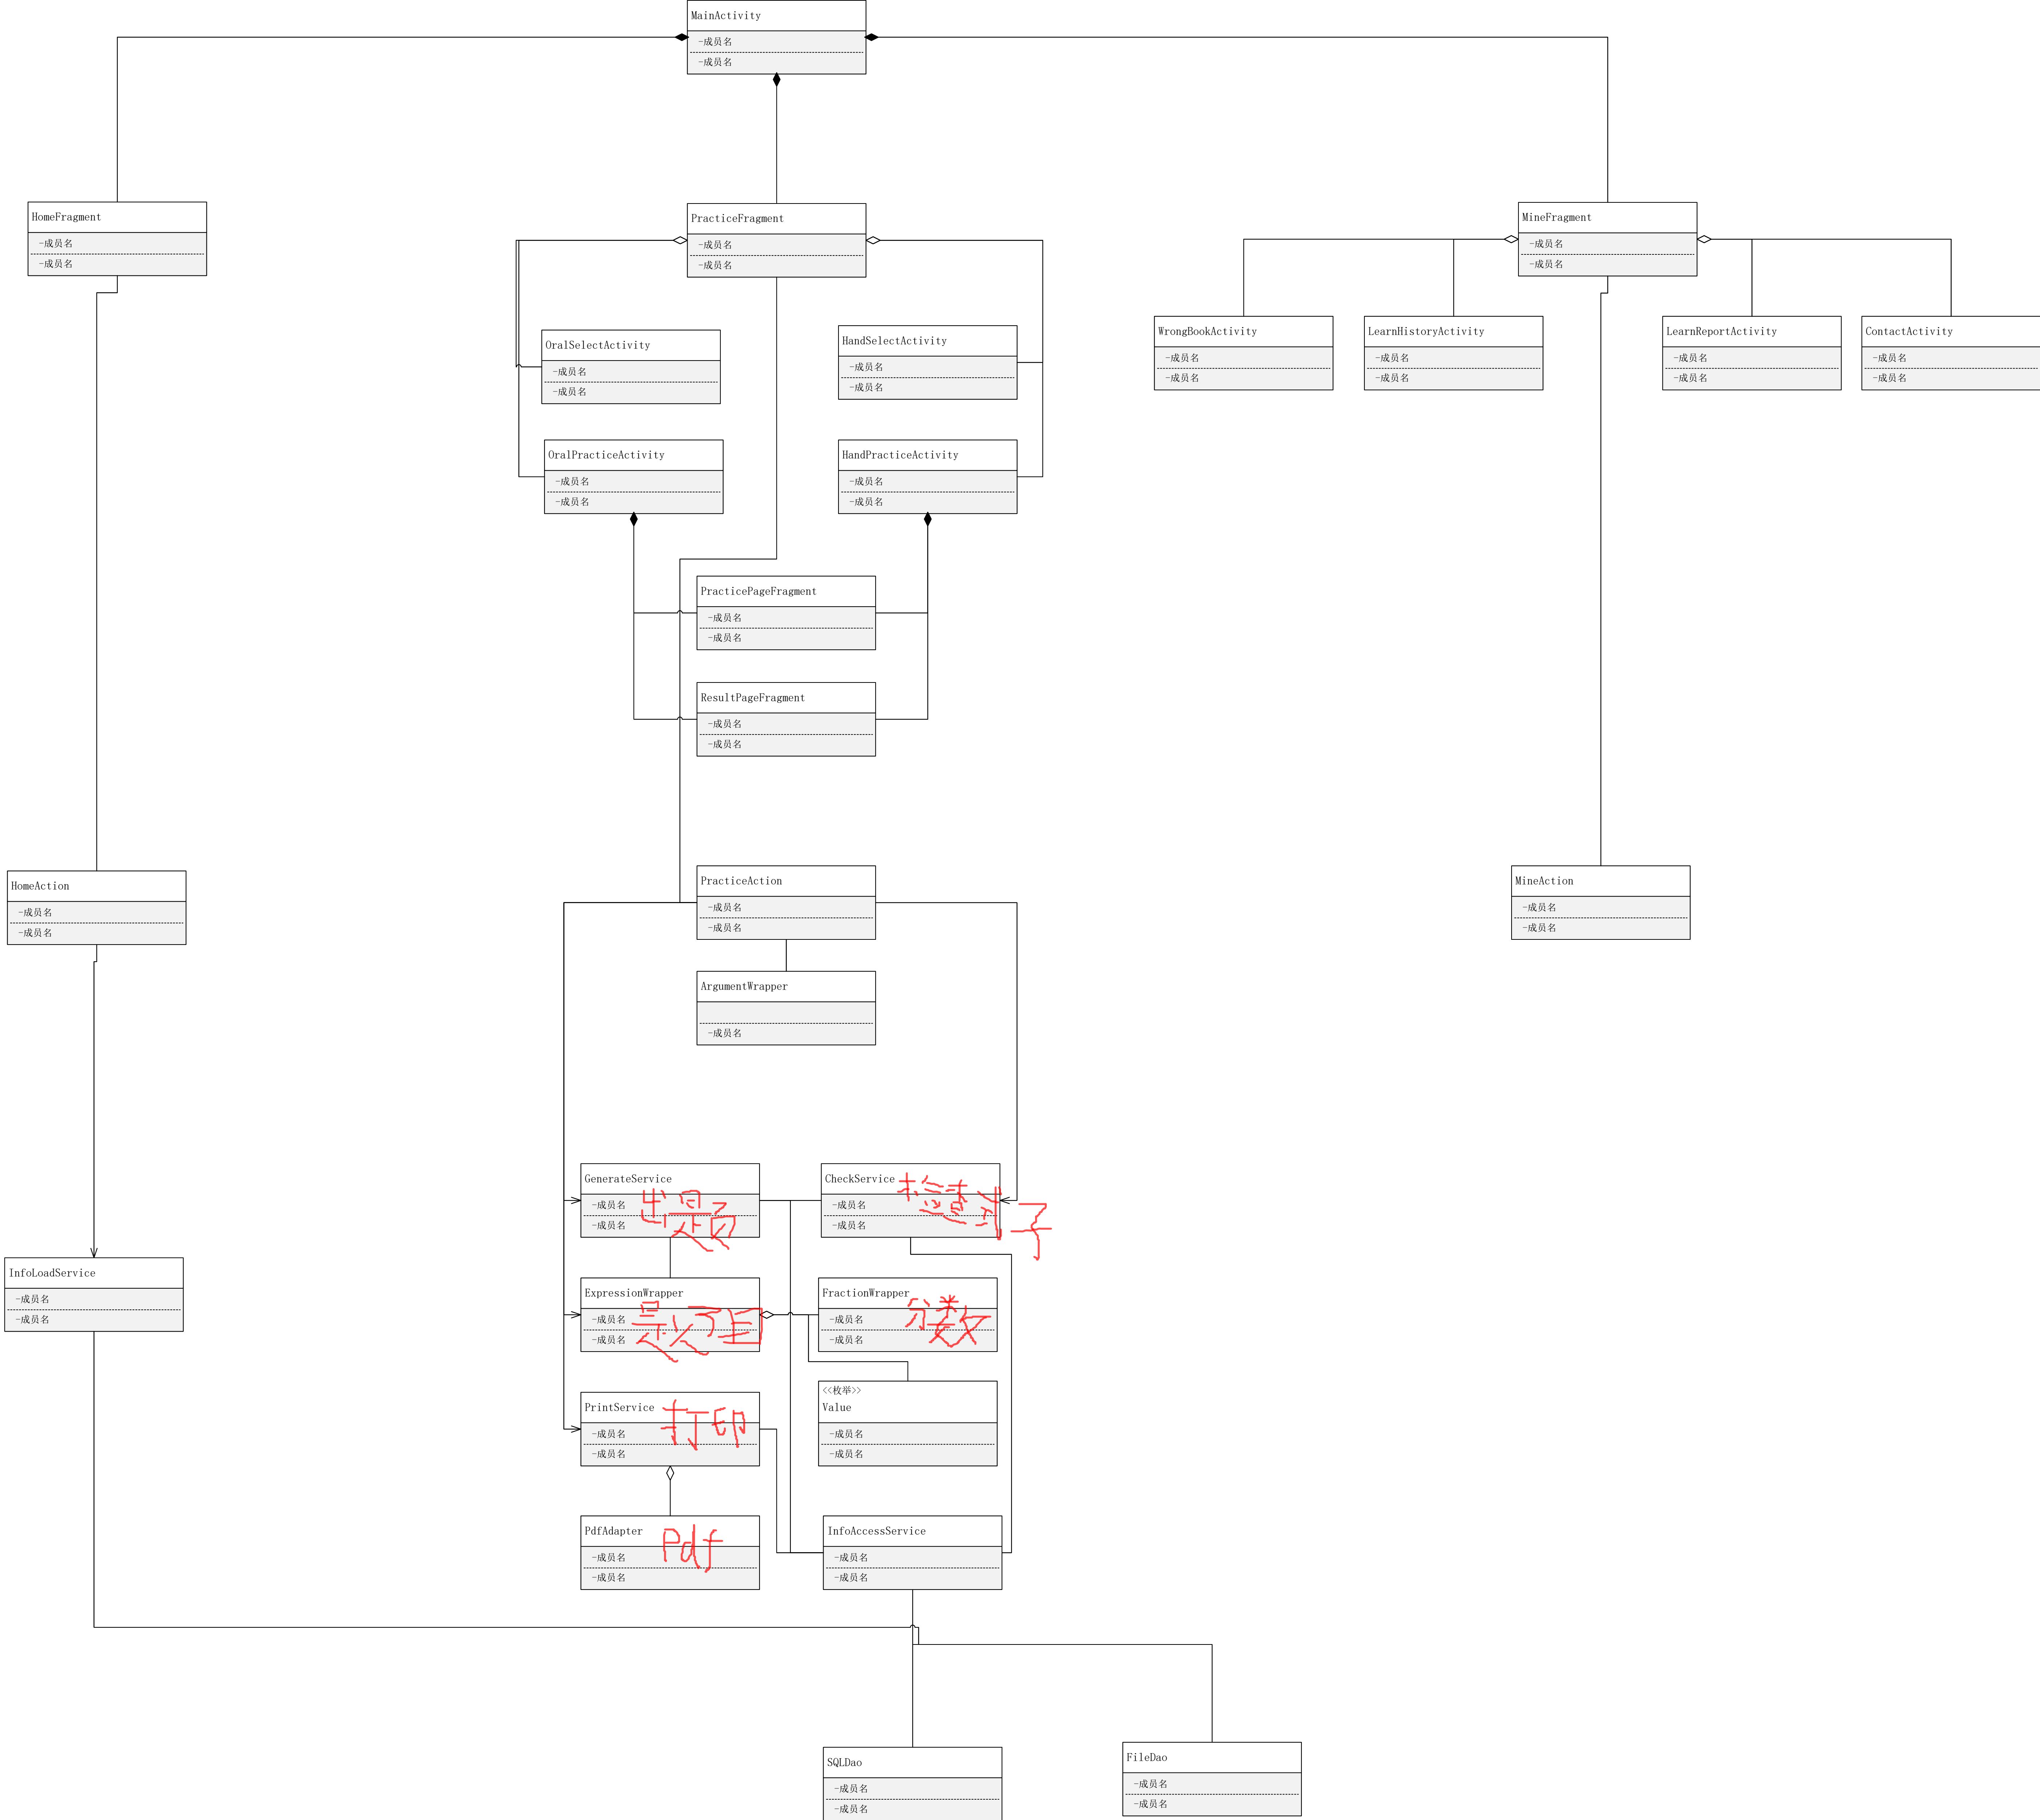 MainActivity
-成员名
-成员名
HomeFragment
-成员名
-成员名
PracticeFragment
-成员名
-成员名
MineFragment
-成员名
-成员名
OralSelectActivity
-成员名
-成员名
HandSelectActivity
-成员名
-成员名
WrongBookActivity
-成员名
-成员名
LearnHistoryActivity
-成员名
-成员名
LearnReportActivity
-成员名
-成员名
ContactActivity
-成员名
-成员名
OralPracticeActivity
-成员名
-成员名
HandPracticeActivity
-成员名
-成员名
PracticePageFragment
-成员名
-成员名
ResultPageFragment
-成员名
-成员名
HomeAction
-成员名
-成员名
PracticeAction
-成员名
-成员名
MineAction
-成员名
-成员名
ArgumentWrapper
-成员名
GenerateService
-成员名
-成员名
出题
CheckService
-成员名
-成员名
检查式子
InfoLoadService
-成员名
-成员名
ExpressionWrapper
-成员名
-成员名
题目
FractionWrapper
-成员名
-成员名
分数
<<枚举>>
Value
-成员名
-成员名
PrintService
-成员名
-成员名
打印
PdfAdapter
-成员名
-成员名
Pdf
InfoAccessService
-成员名
-成员名
SQLDao
-成员名
-成员名
FileDao
-成员名
-成员名